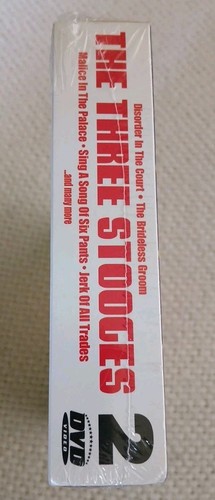 Disorder In The Court • The Brideless Groom
THE THREE STOOGES 2
Malice In The Palace • Sing A Song Of Six Pants • Jerk Of All Trades
...and many more
DVD
VIDEO